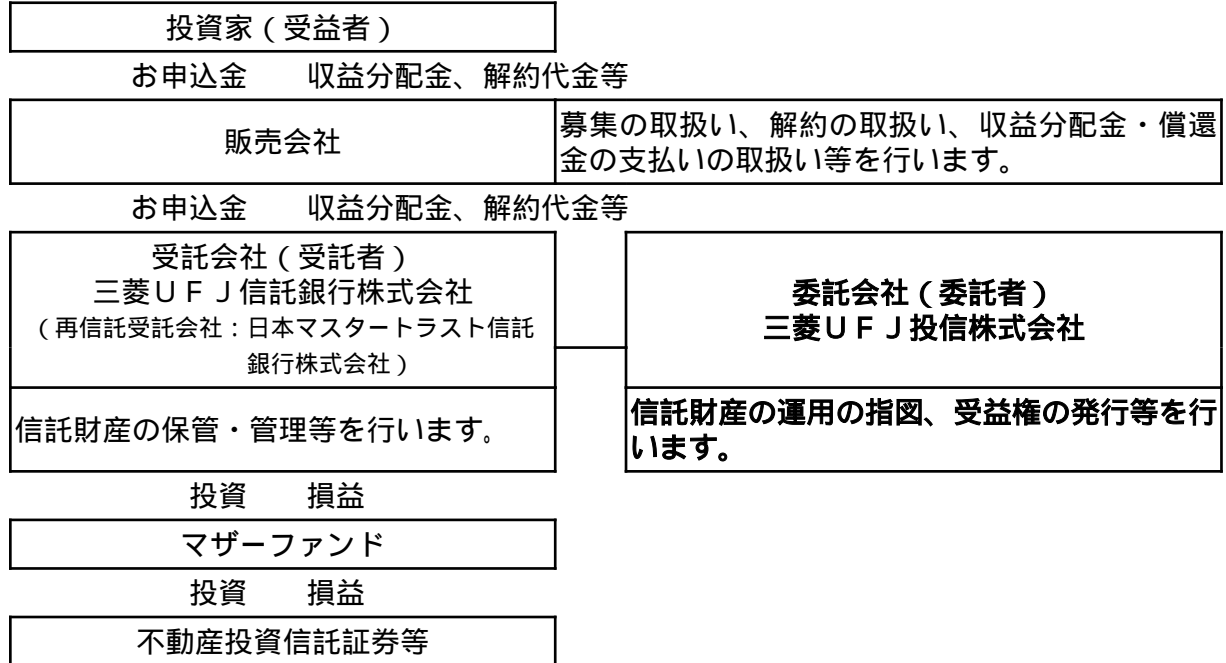 投資家(受益者)
お申込金　収益分配金、解約代金等
販売会社
募集の取扱い、解約の取扱い、収益分配金・償還
金の支払いの取扱い等を行います。
お申込金　収益分配金、解約代金等
受託会社(受託者)
三菱UFJ信託銀行株式会社
(再信託受託会社:日本マスタートラスト信託
銀行株式会社)
委託会社(委託者)
三菱UFJ投信株式会社
信託財産の保管・管理等を行います。
信託財産の運用の指図、受益権の発行等を行
います。
投資　損益
マザーファンド
投資　損益
不動産投資信託証券等